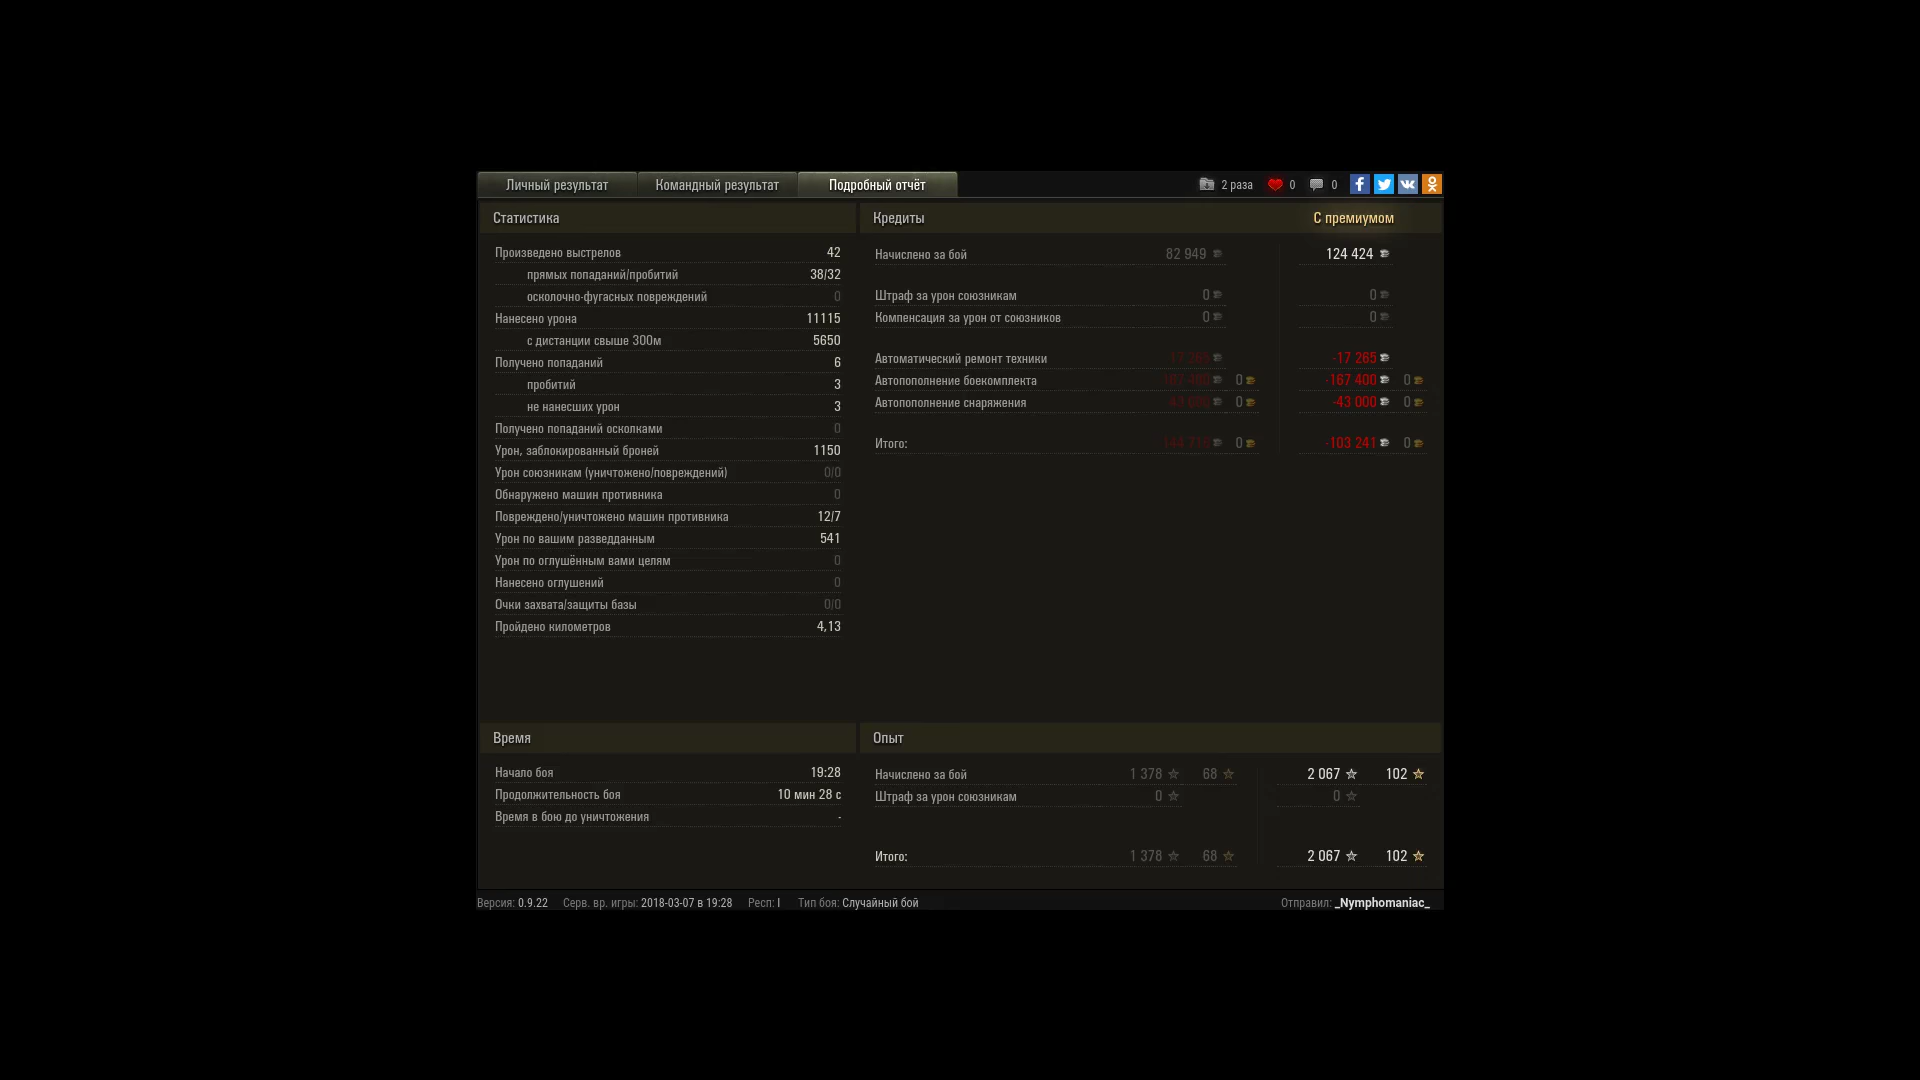 Личный результат Командный результат Подробный отчёт 2 раза 0 0
Статистика
Произведено выстрелов 42
прямых попаданий/пробитий 38/32
осколочно-фугасных повреждений 0
Нанесено урона 11115
с дистанции свыше 300м 5650
Получено попаданий 6
пробитий 3
не нанесших урон 3
Получено попаданий осколками 0
Урон, заблокированный броней 1150
Урон союзникам (уничтожено/повреждений) 0/0
Обнаружено машин противника 0
Повреждено/уничтожено машин противника 12/7
Урон по вашим разведданным 541
Урон по оглушённым вами целям 0
Нанесено оглушений 0
Очки захвата/защиты базы 0/0
Пройдено километров 4,13
Кредиты С премиумом
Начислено за бой 82 949 124 424
Штраф за урон союзникам 0 0
Компенсация за урон от союзников 0 0
Автоматический ремонт техники -17 265 -17 265
Автопополнение боекомплекта -167 400 0 -167 400 0
Автопополнение снаряжения -43 000 0 -43 000 0
Итого: -144 716 0 -103 241 0
Время
Начало боя 19:28
Продолжительность боя 10 мин 28 с
Время в бою до уничтожения -
Опыт
Начислено за бой 1 378 68 2 067 102
Штраф за урон союзникам 0 0
Итого: 1 378 68 2 067 102
Версия: 0.9.22 Серв. вр. игры: 2018-03-07 в 19:28 Респ: I Тип боя: Случайный бой Отправил: _Nymphomaniac_